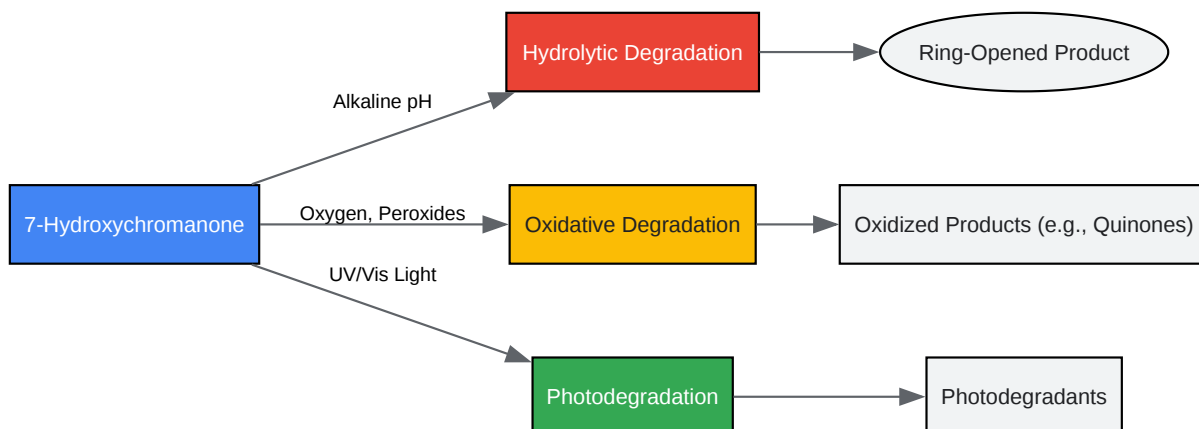 Hydrolytic Degradation
Ring-Opened Product
Alkaline pH
7-Hydroxychromanone
Oxygen, Peroxides
Oxidative Degradation
Oxidized Products (e.g., Quinones)
UV/Vis Light
Photodegradation
Photodegradants